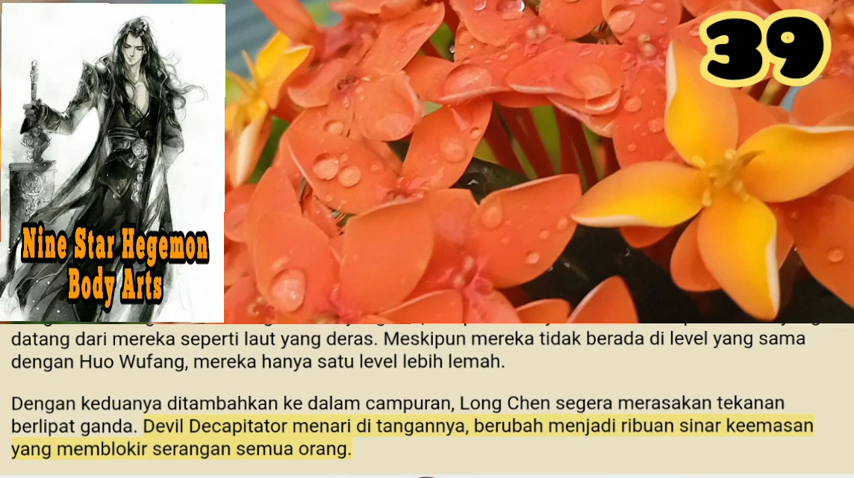 39
Nine Star Hegemon
Body Arts
datang dari mereka seperti laut yang deras. Meskipun mereka tidak berada di level yang sama
dengan Huo Wufang, mereka hanya satu level lebih lemah.
Dengan keduanya ditambahkan ke dalam campuran, Long Chen segera merasakan tekanan
berlipat ganda. Devil Decapitator menari di tangannya, berubah menjadi ribuan sinar keemasan
yang memblokir serangan semua orang.